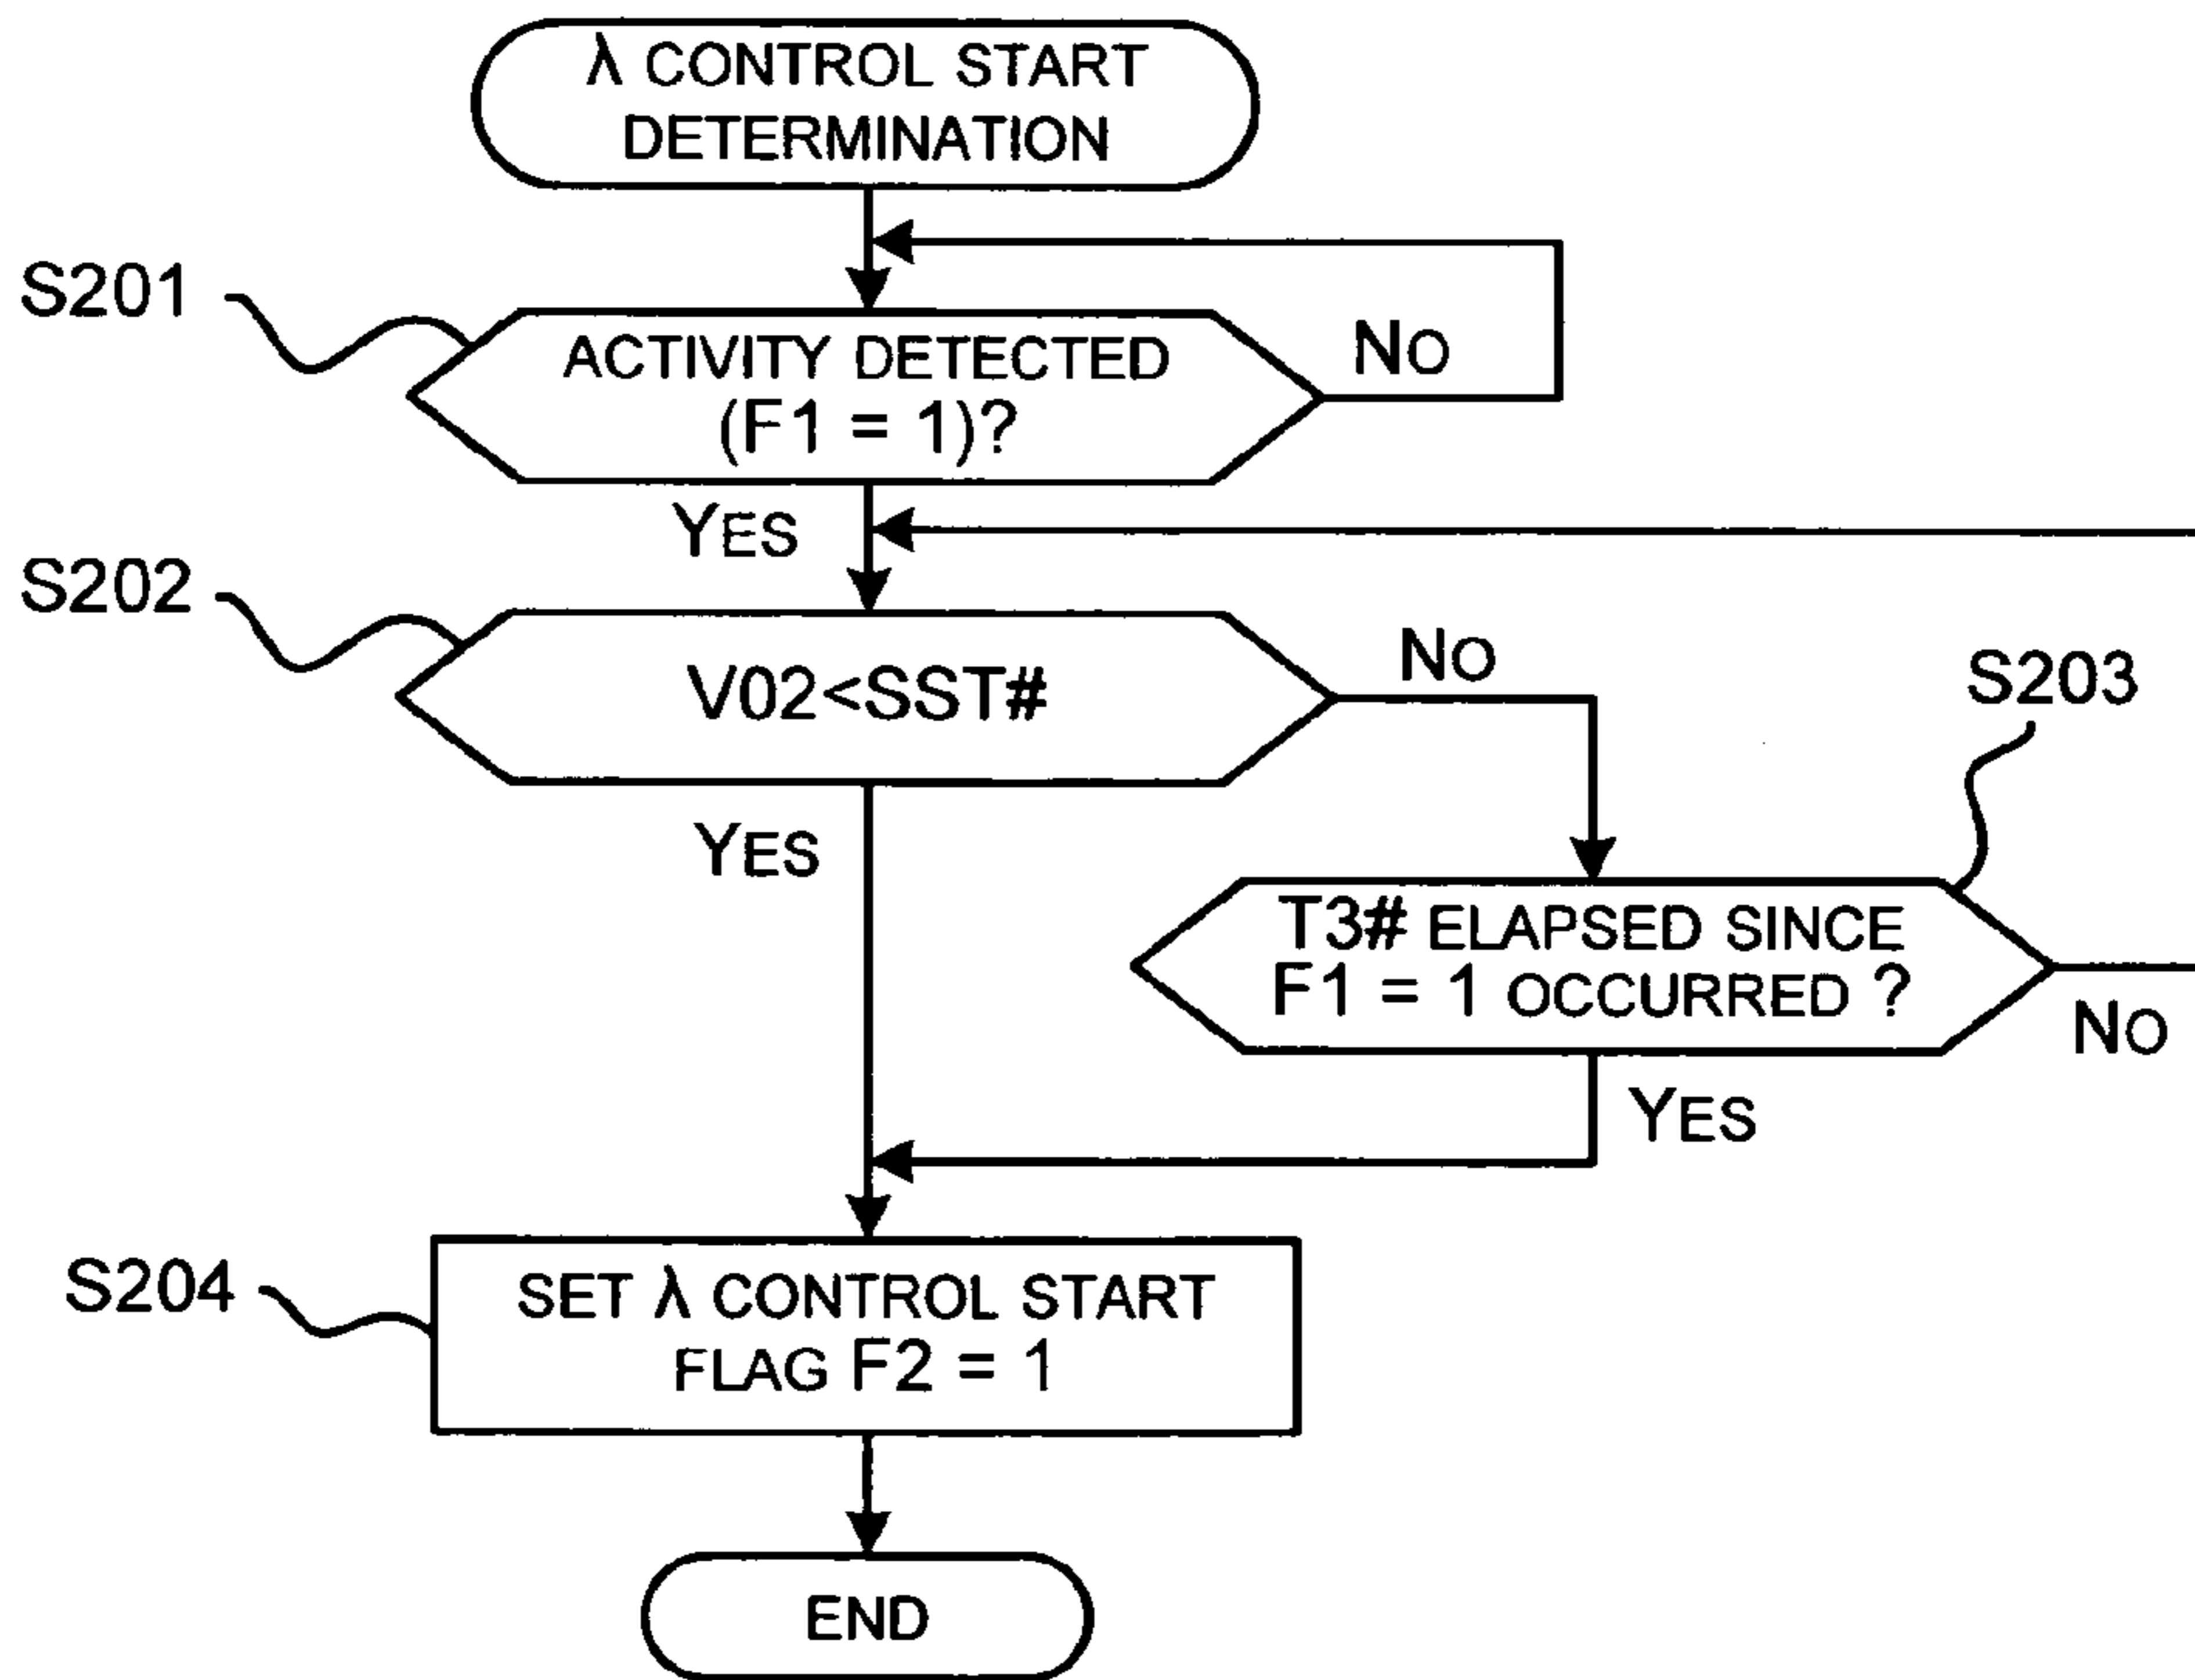 λ CONTROL START
DETERMINATION
S201
ACTIVITY DETECTED
(F1 = 1)?
NO
YES
S202
V02<SST#
NO
S203
YES
T3# ELAPSED SINCE
F1 = 1 OCCURRED ?
NO
YES
S204
SET λ CONTROL START
FLAG F2 = 1
END